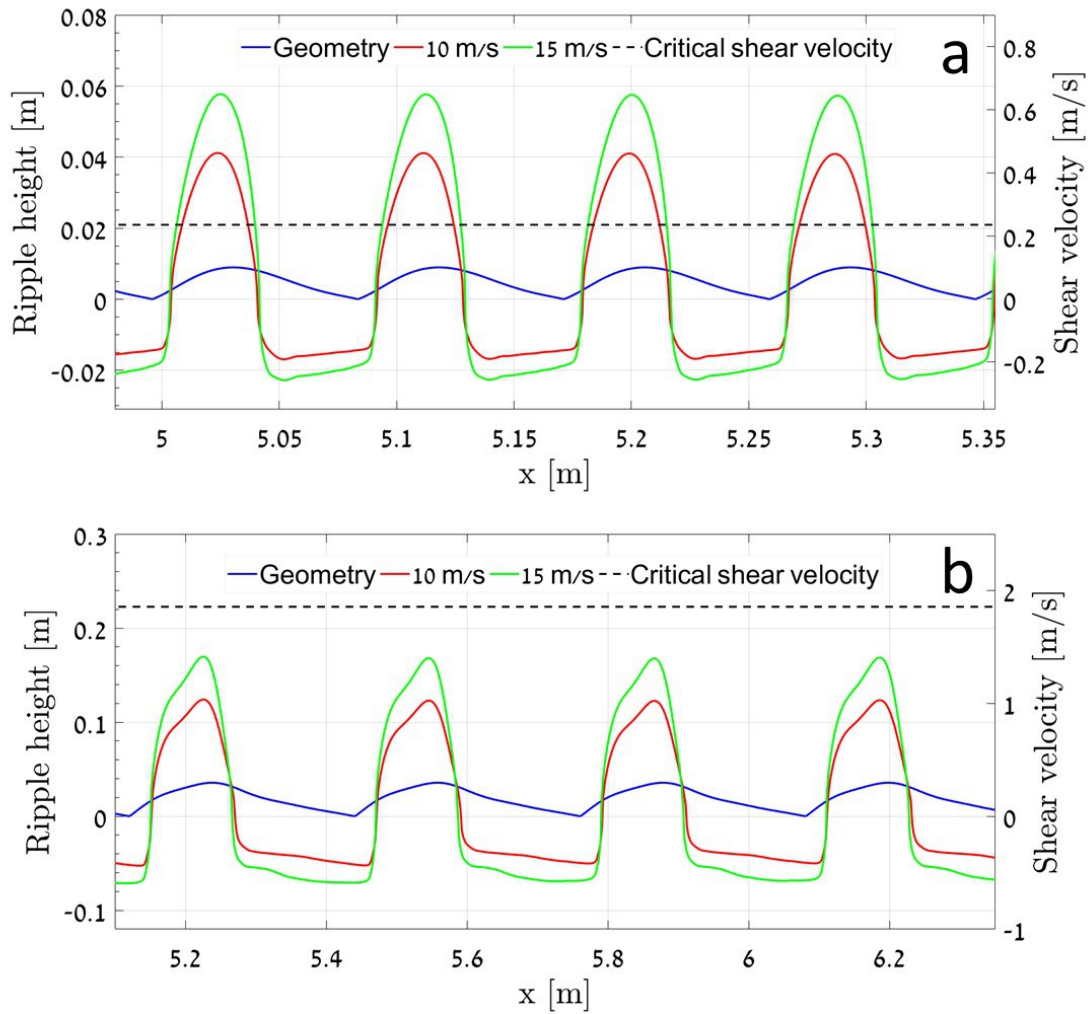 0.08
Geometry 10 m/s 15 m/s Critical shear velocity
a
0.8
0.06
0.6
0.04
0.4
0.02
0.2
0
0
-0.02
-0.2
Ripple height [m]
Shear velocity [m/s]
5 5.05 5.1 5.15 5.2 5.25 5.3 5.35
x [m]
0.3
Geometry 10 m/s 15 m/s Critical shear velocity
b
2
0.2
0.1
1
0
0
-0.1
-1
Ripple height [m]
Shear velocity [m/s]
5.2 5.4 5.6 5.8 6 6.2
x [m]